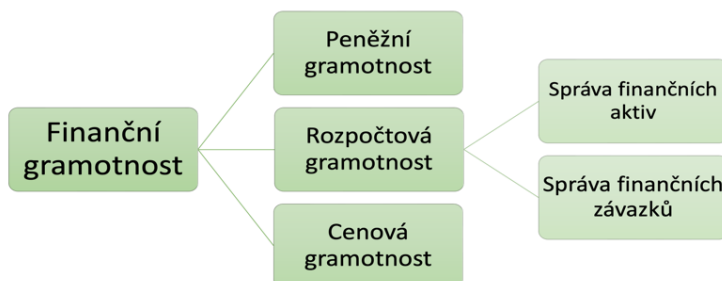 Finanční
gramotnost
Peněžní
gramotnost
Rozpočtová
gramotnost
Cenová
gramotnost
Správa finančních
aktiv
Správa finančních
závazků